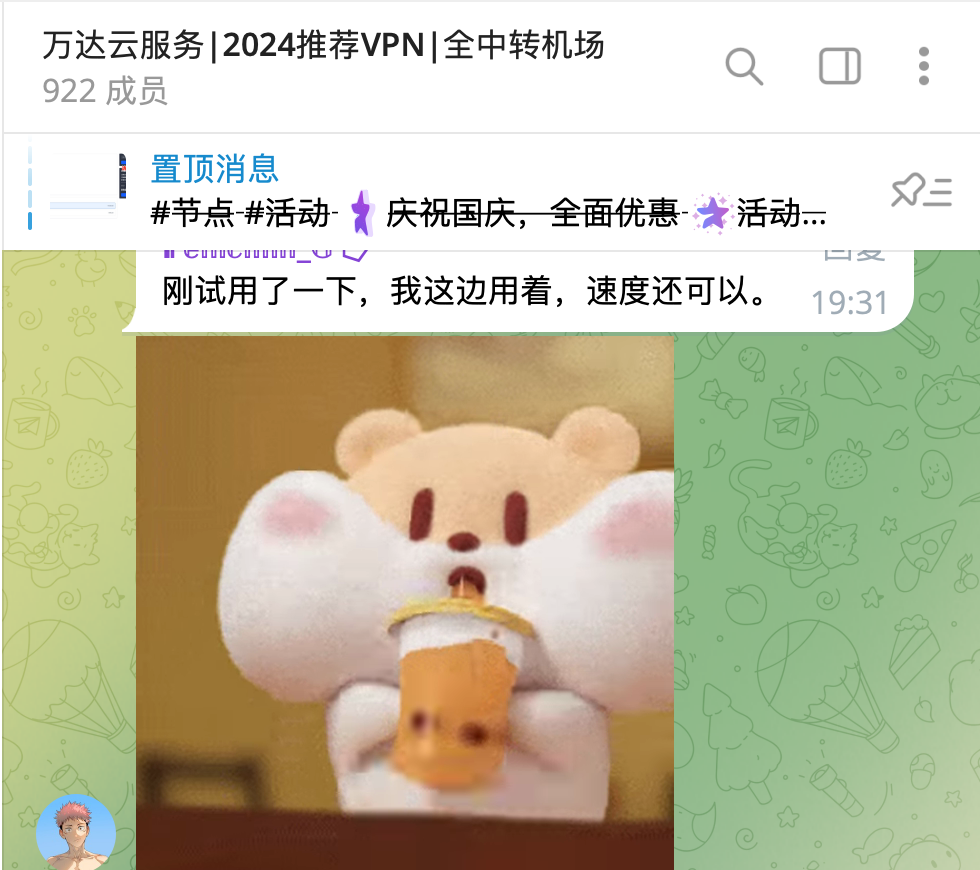 万达云服务|2024推荐VPN|全中转机场
922 成员
置顶消息
#节点 #活动 庆祝国庆，全面优惠 活动...
回复
刚试用了一下，我这边用着，速度还可以。
19:31